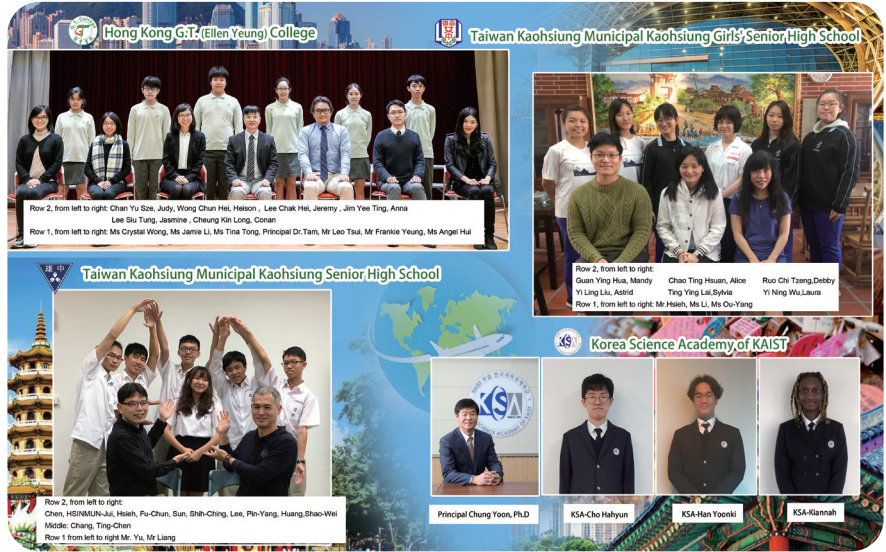 Hong Kong G.T. (Ellen Yeung) College
Row 2, from left to right: Chan Yu Sze, Judy, Wong Chun Hei, Heison , Lee Chak Hei, Jeremy , Jim Yee Ting, Anna
Lee Siu Tung, Jasmine , Cheung Kin Long, Conan
Row 1, from left to right: Ms Crystal Wong, Ms Jamie Li, Ms Tina Tong, Principal Dr.Tam, Mr Leo Tsui, Mr Frankie Yeung, Ms Angel Hui
Taiwan Kaohsiung Municipal Kaohsiung Girls' Senior High School
Row 2, from left to right:
Guan Ying Hua, Mandy Chao Ting Hsuan, Alice Ruo Chi Tzeng,Debby
Yi Ling Liu, Astrid Ting Ying Lai,Sylvia Yi Ning Wu,Laura
Row 1, from left to right: Mr.Hsieh, Ms Li, Ms Ou-Yang
雄中
Taiwan Kaohsiung Municipal Kaohsiung Senior High School
Row 2, from left to right:
Chen, HSINMUN-Jui, Hsieh, Fu-Chun, Sun, Shih-Ching, Lee, Pin-Yang, Huang,Shao-Wei
Middle: Chang, Ting-Chen
Row 1 from left to right Mr. Yu, Mr Liang
Korea Science Academy of KAIST
KSA
Principal Chung Yoon, Ph.D
KSA-Cho Hahyun
KSA-Han Yoonki
KSA-Kiannah